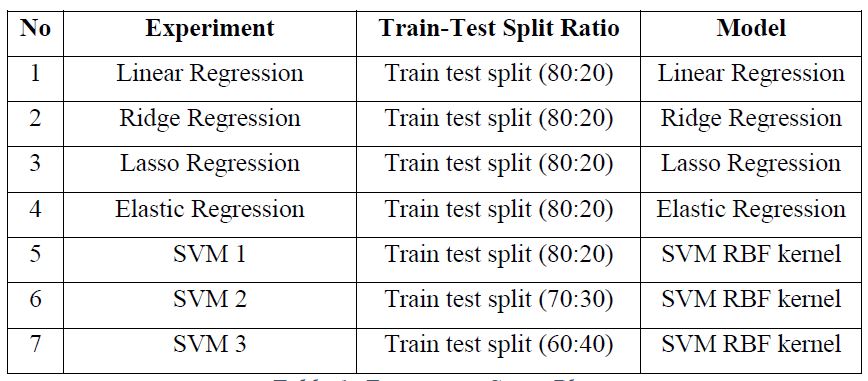 No Experiment Train-Test Split Ratio Model
1 Linear Regression Train test split (80:20) Linear Regression
2 Ridge Regression Train test split (80:20) Ridge Regression
3 Lasso Regression Train test split (80:20) Lasso Regression
4 Elastic Regression Train test split (80:20) Elastic Regression
5 SVM 1 Train test split (80:20) SVM RBF kernel
6 SVM 2 Train test split (70:30) SVM RBF kernel
7 SVM 3 Train test split (60:40) SVM RBF kernel